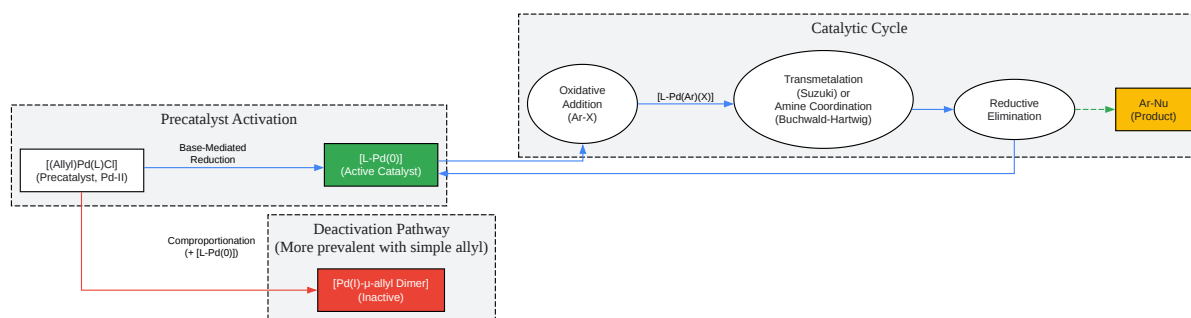 Catalytic Cycle
Oxidative
Addition
(Ar-X)
[L-Pd(Ar)(X)]
Transmetalation
(Suzuki) or
Amine Coordination
(Buchwald-Hartwig)
Reductive
Elimination
Ar-Nu
(Product)
Precatalyst Activation
[(Allyl)Pd(L)Cl]
(Precatalyst, Pd-II)
Base-Mediated
Reduction
[L-Pd(0)]
(Active Catalyst)
Comproportionation
(+ [L-Pd(0)])
Deactivation Pathway
(More prevalent with simple allyl)
[Pd(I)-μ-allyl Dimer]
(Inactive)